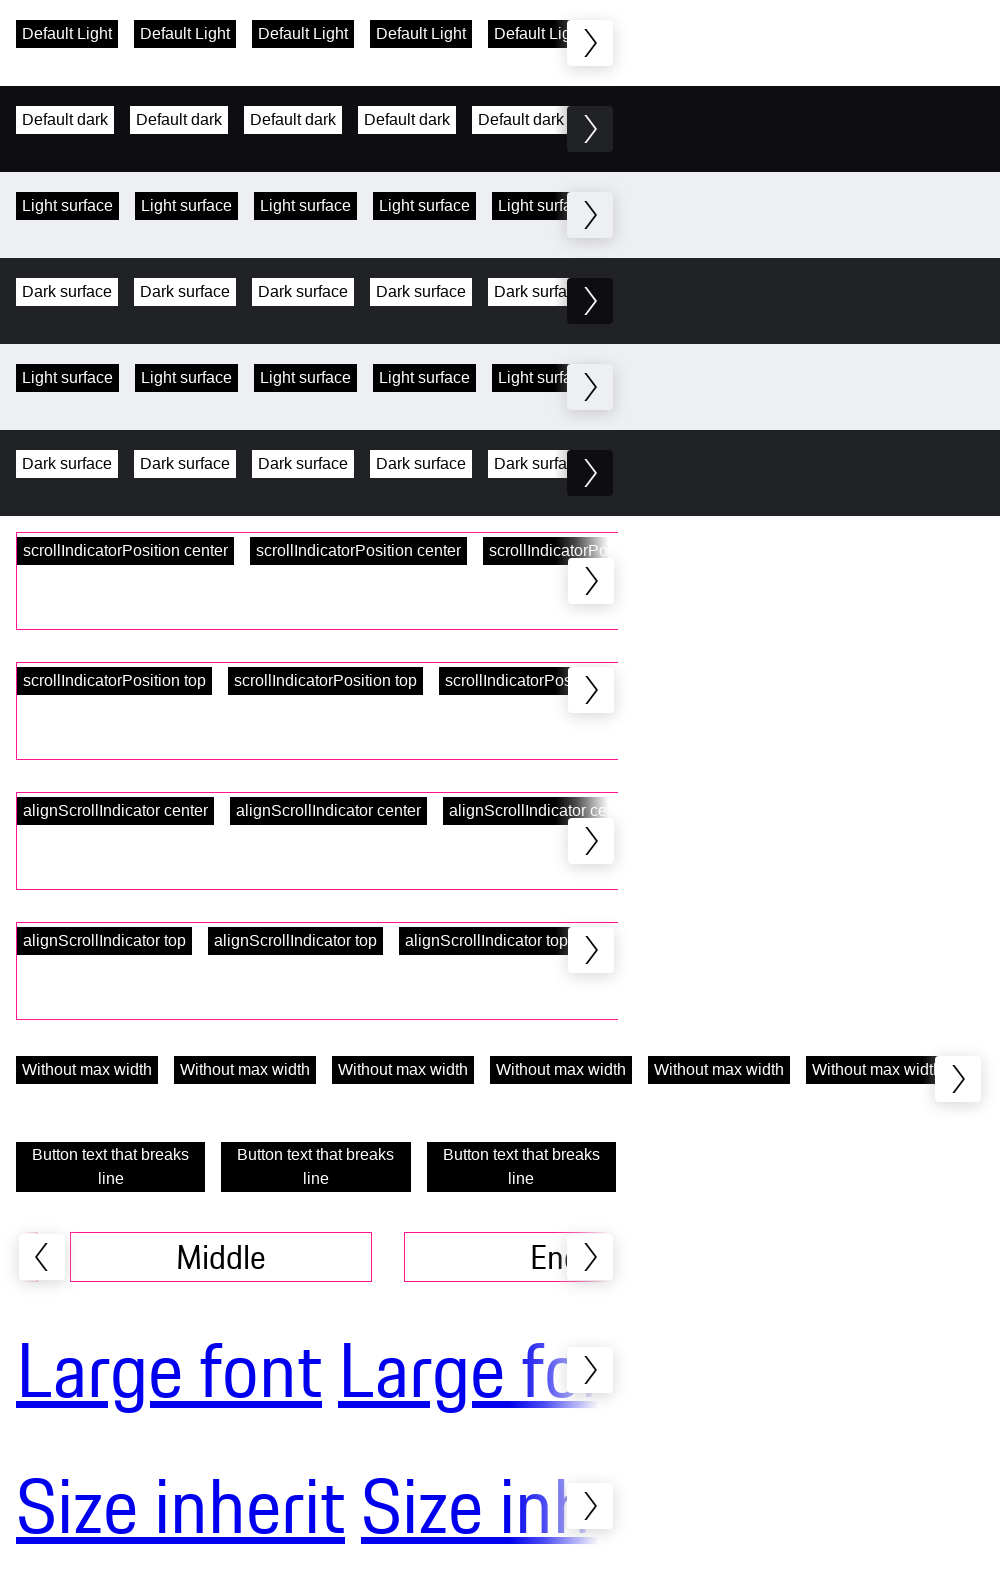 Default Light Default Light Default Light Default Light Default Lig
Default dark Default dark Default dark Default dark Default dark
Light surface Light surface Light surface Light surface Light surfa
Dark surface Dark surface Dark surface Dark surface Dark surfa
Light surface Light surface Light surface Light surface Light surfa
Dark surface Dark surface Dark surface Dark surface Dark surfa
scrollIndicatorPosition center scrollIndicatorPosition center scrollIndicatorPo
scrollIndicatorPosition top scrollIndicatorPosition top scrollIndicatorPos
alignScrollIndicator center alignScrollIndicator center alignScrollIndicator ce
alignScrollIndicator top alignScrollIndicator top alignScrollIndicator top
Without max width Without max width Without max width Without max width Without max width Without max width
Button text that breaks Button text that breaks Button text that breaks
line line line
Middle End
Large font Large fo
Size inherit Size inh